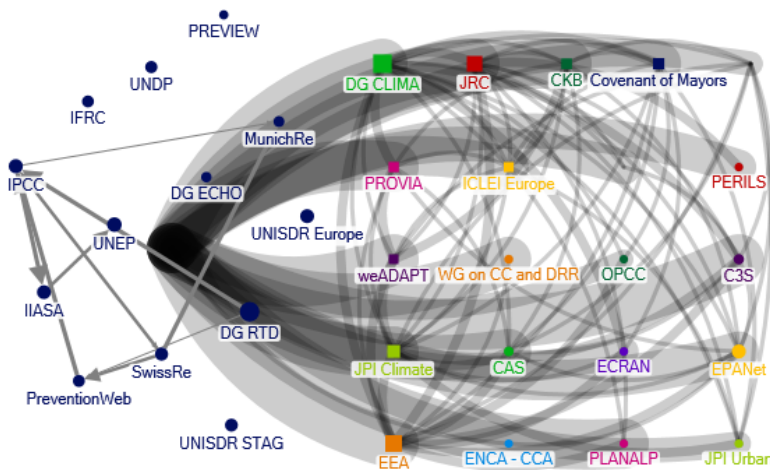 PREVIEW
UNDP
DG CLIMA
JRC
CKB
Covenant of Mayors
IFRC
MunichRe
IPCC
DG ECHO
PROVIA
ICLEI Europe
PERILS
UNEP
UNISDR Europe
weADAPT
WG on CC and DRR
OPCC
C3S
IIASA
DG RTD
SwissRe
JPI Climate
CAS
ECRAN
EPANet
PreventionWeb
UNISDR STAG
EEA
ENCA - CCA
PLANALP
JPI Urban